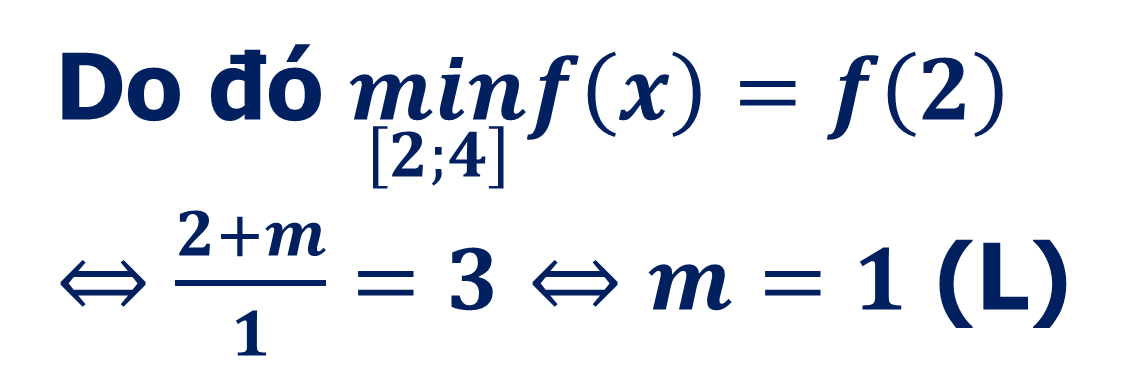 Do đó min f(x) = f(2)
[2;4]
⇔ (2+m)/1 = 3 ⇔ m = 1 (L)